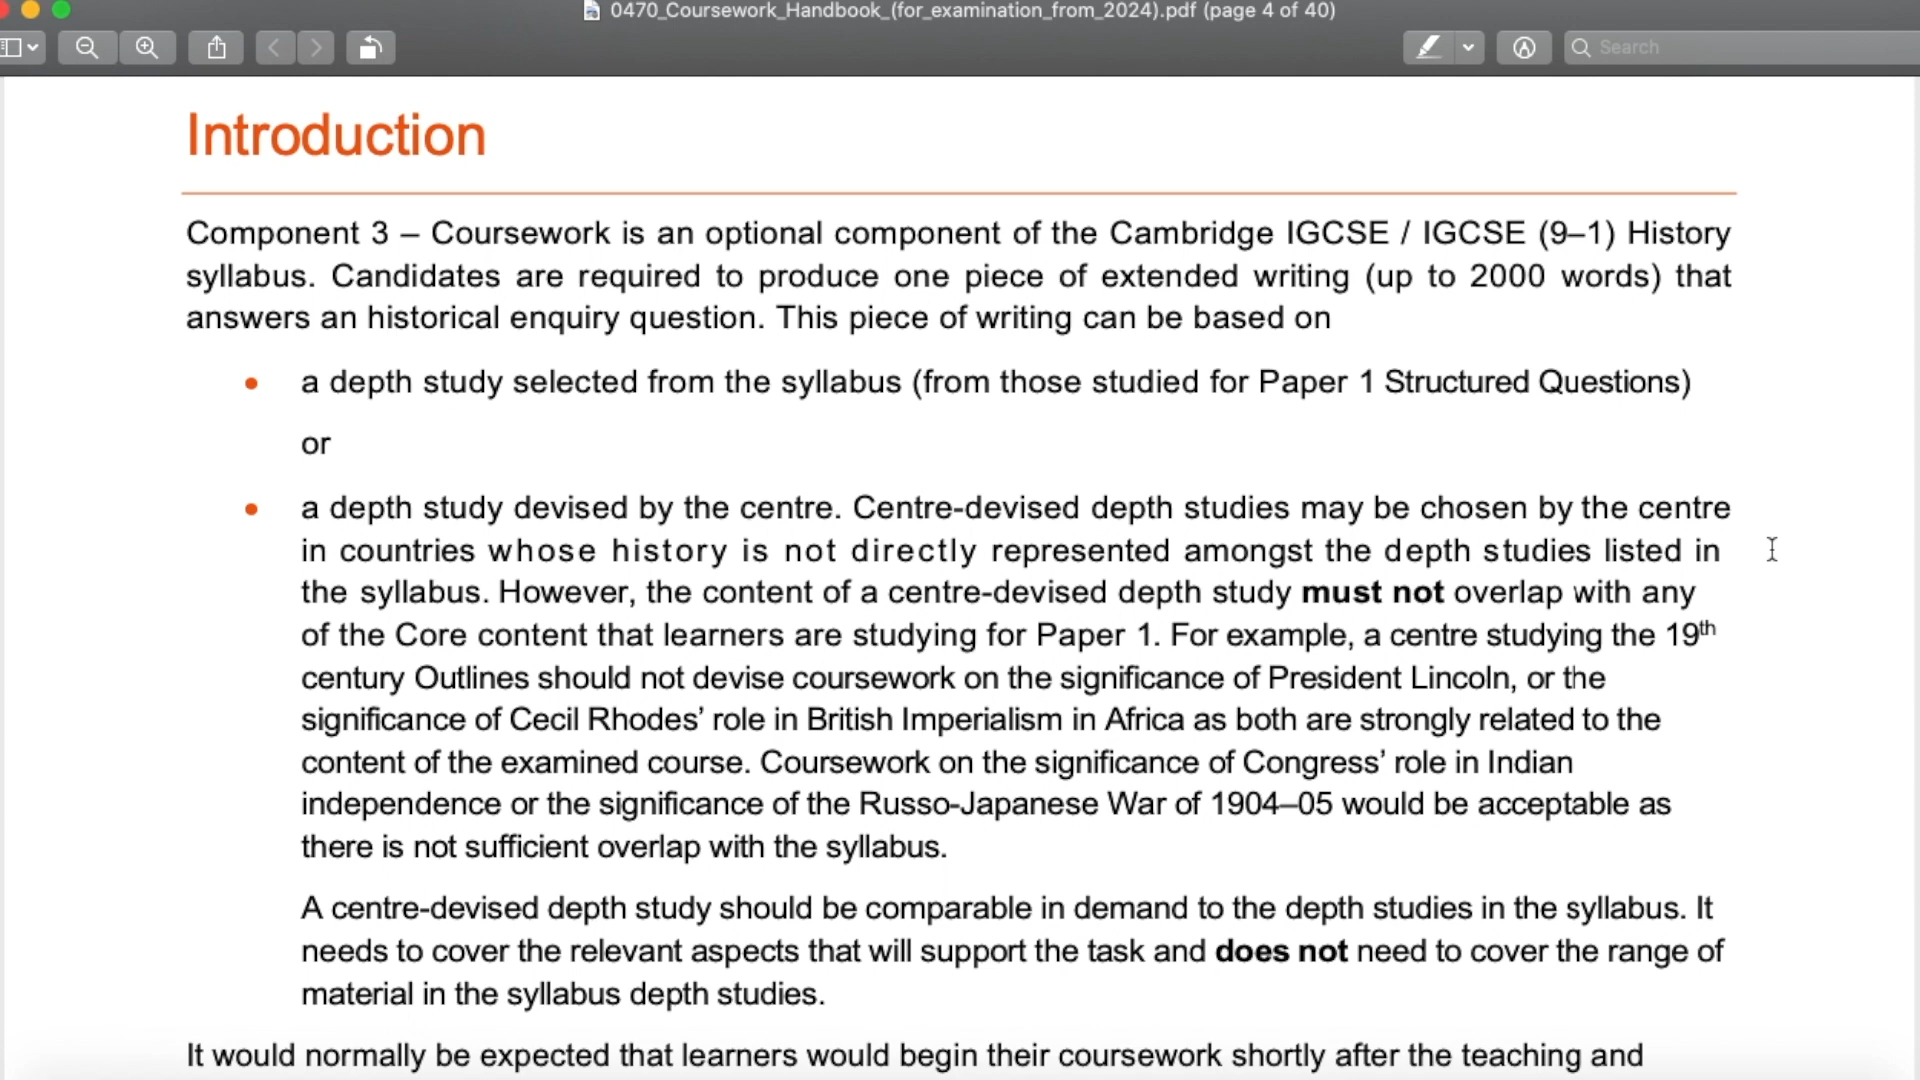 0470_Coursework_Handbook_(for_examination_from_2024).pdf (page 4 of 40)
Search
Introduction
Component 3 – Coursework is an optional component of the Cambridge IGCSE / IGCSE (9–1) History
syllabus. Candidates are required to produce one piece of extended writing (up to 2000 words) that
answers an historical enquiry question. This piece of writing can be based on
• a depth study selected from the syllabus (from those studied for Paper 1 Structured Questions)
or
• a depth study devised by the centre. Centre-devised depth studies may be chosen by the centre
in countries whose history is not directly represented amongst the depth studies listed in
the syllabus. However, the content of a centre-devised depth study must not overlap with any
of the Core content that learners are studying for Paper 1. For example, a centre studying the 19th
century Outlines should not devise coursework on the significance of President Lincoln, or the
significance of Cecil Rhodes’ role in British Imperialism in Africa as both are strongly related to the
content of the examined course. Coursework on the significance of Congress’ role in Indian
independence or the significance of the Russo-Japanese War of 1904–05 would be acceptable as
there is not sufficient overlap with the syllabus.
A centre-devised depth study should be comparable in demand to the depth studies in the syllabus. It
needs to cover the relevant aspects that will support the task and does not need to cover the range of
material in the syllabus depth studies.
It would normally be expected that learners would begin their coursework shortly after the teaching and